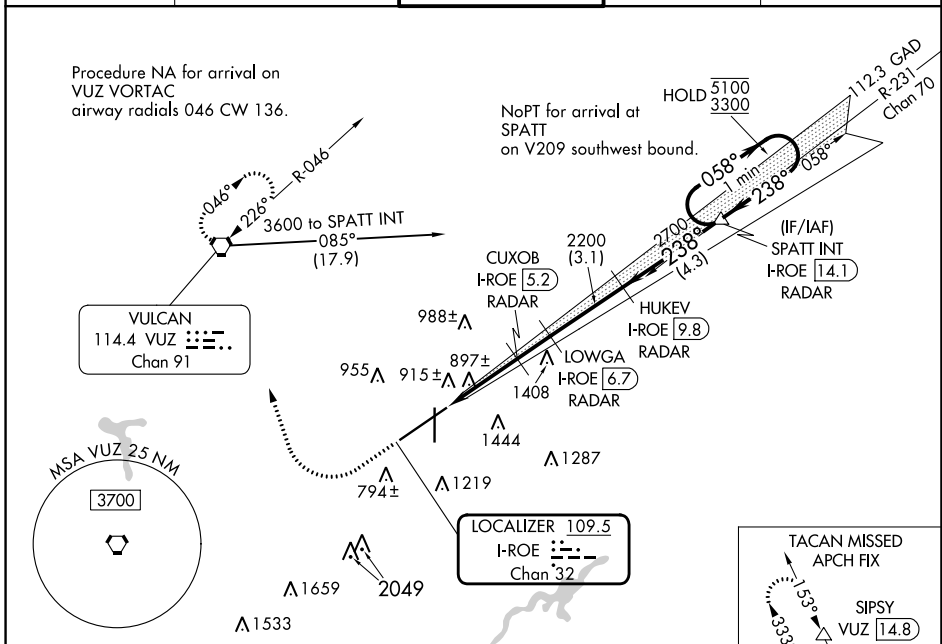 Procedure NA for arrival on
VUZ VORTAC
airway radials 046 CW 136.
NoPT for arrival at
SPATT
on V209 southwest bound.
HOLD 5100
3300
112.3 GAD
R-231
Chan 70
058°
1 min
238°
058°
046°
226°
R-046
3600 to SPATT INT
085°
(17.9)
2700
238°
(4.3)
2200
(3.1)
(IF/IAF)
SPATT INT
I-ROE 14.1
RADAR
CUXOB
I-ROE 5.2
RADAR
HUKEV
I-ROE 9.8
RADAR
LOWGA
I-ROE 6.7
RADAR
VULCAN
114.4 VUZ
Chan 91
988±
955
915±
897±
1408
1444
1287
1219
794±
MSA VUZ 25 NM
3700
LOCALIZER 109.5
I-ROE
Chan 32
2049
1659
1533
TACAN MISSED
APCH FIX
153°
333
SIPSY
VUZ 14.8